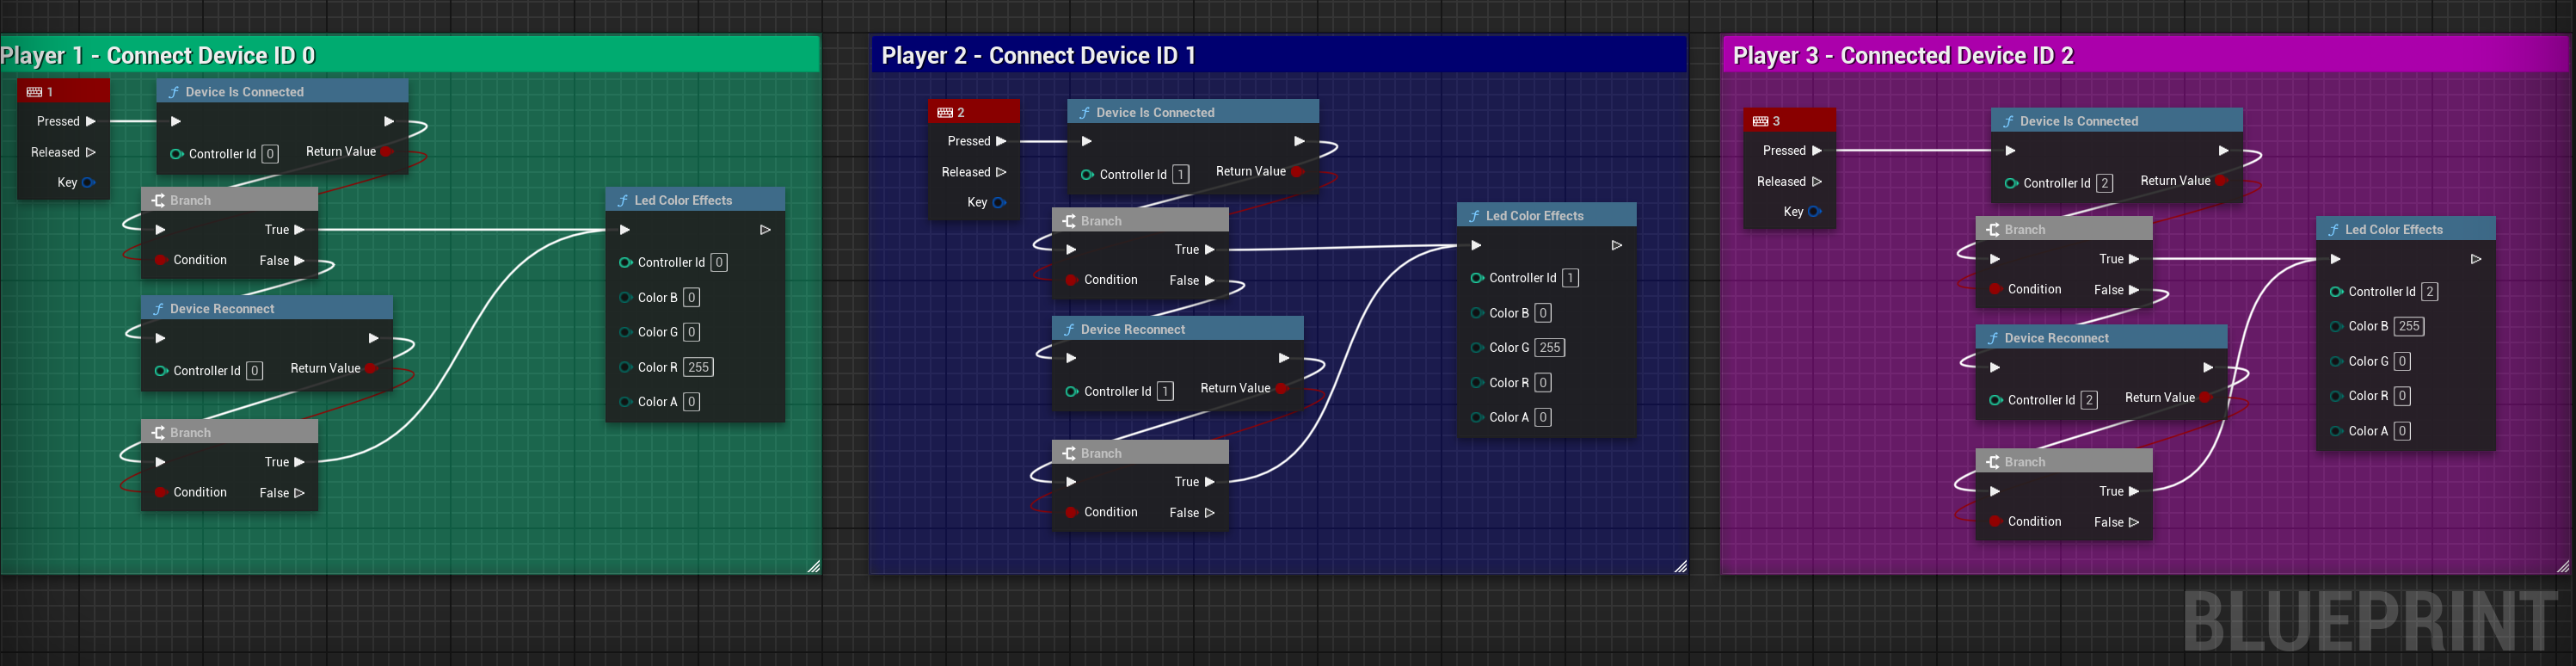 Player 1 - Connect Device ID 0
1
Pressed
Released
Key
Device Is Connected
Controller Id 0
Return Value
Branch
True
Condition
False
Device Reconnect
Controller Id 0
Return Value
Branch
True
Condition
False
Led Color Effects
Controller Id 0
Color B 0
Color G 0
Color R 255
Color A 0
Player 2 - Connect Device ID 1
2
Pressed
Released
Key
Device Is Connected
Controller Id 1
Return Value
Branch
True
Condition
False
Device Reconnect
Controller Id 1
Return Value
Branch
True
Condition
False
Led Color Effects
Controller Id 1
Color B 0
Color G 255
Color R 0
Color A 0
Player 3 - Connected Device ID 2
3
Pressed
Released
Key
Device Is Connected
Controller Id 2
Return Value
Branch
True
Condition
False
Device Reconnect
Controller Id 2
Return Value
Branch
True
Condition
False
Led Color Effects
Controller Id 2
Color B 255
Color G 0
Color R 0
Color A 0
BLUEPRINT